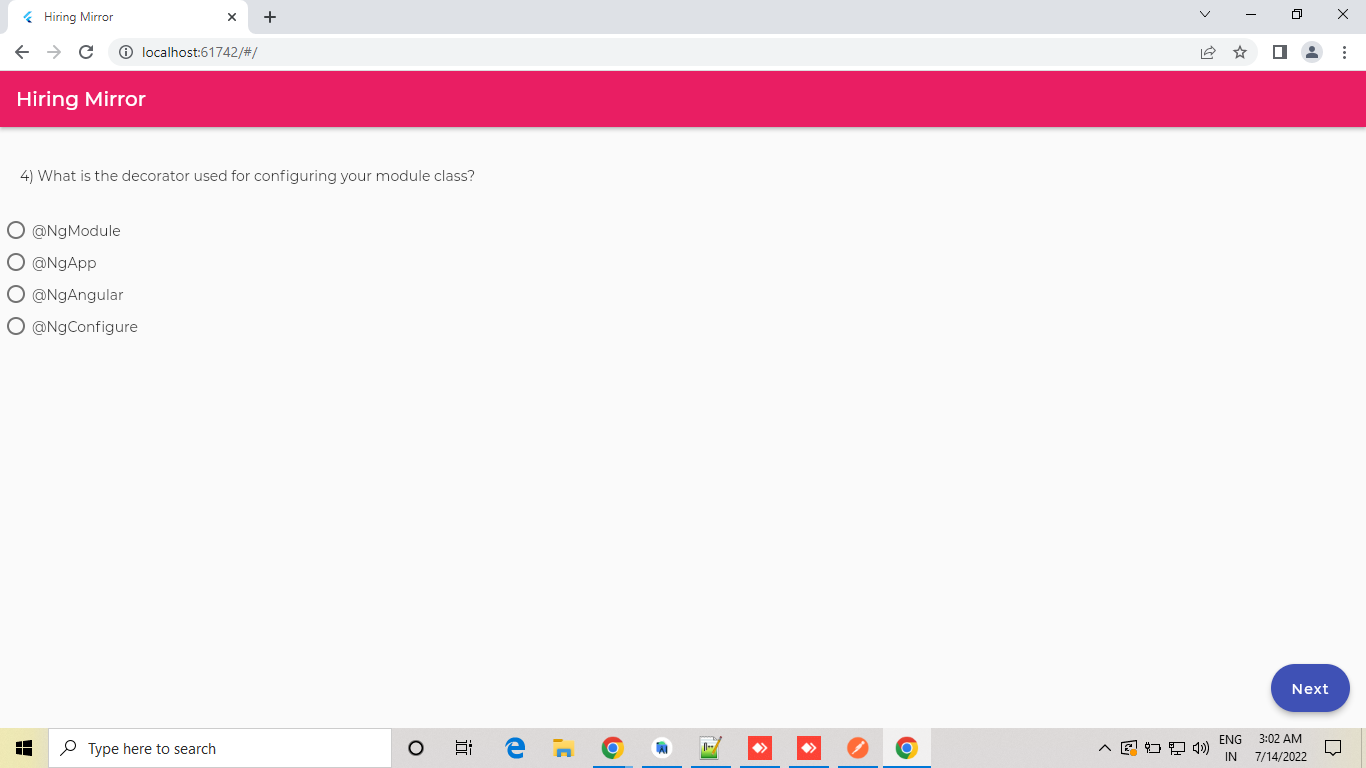 Hiring Mirror
localhost:61742/#/
Hiring Mirror
4) What is the decorator used for configuring your module class?
@NgModule
@NgApp
@NgAngular
@NgConfigure
Next
Type here to search
ENG
IN
3:02 AM
7/14/2022